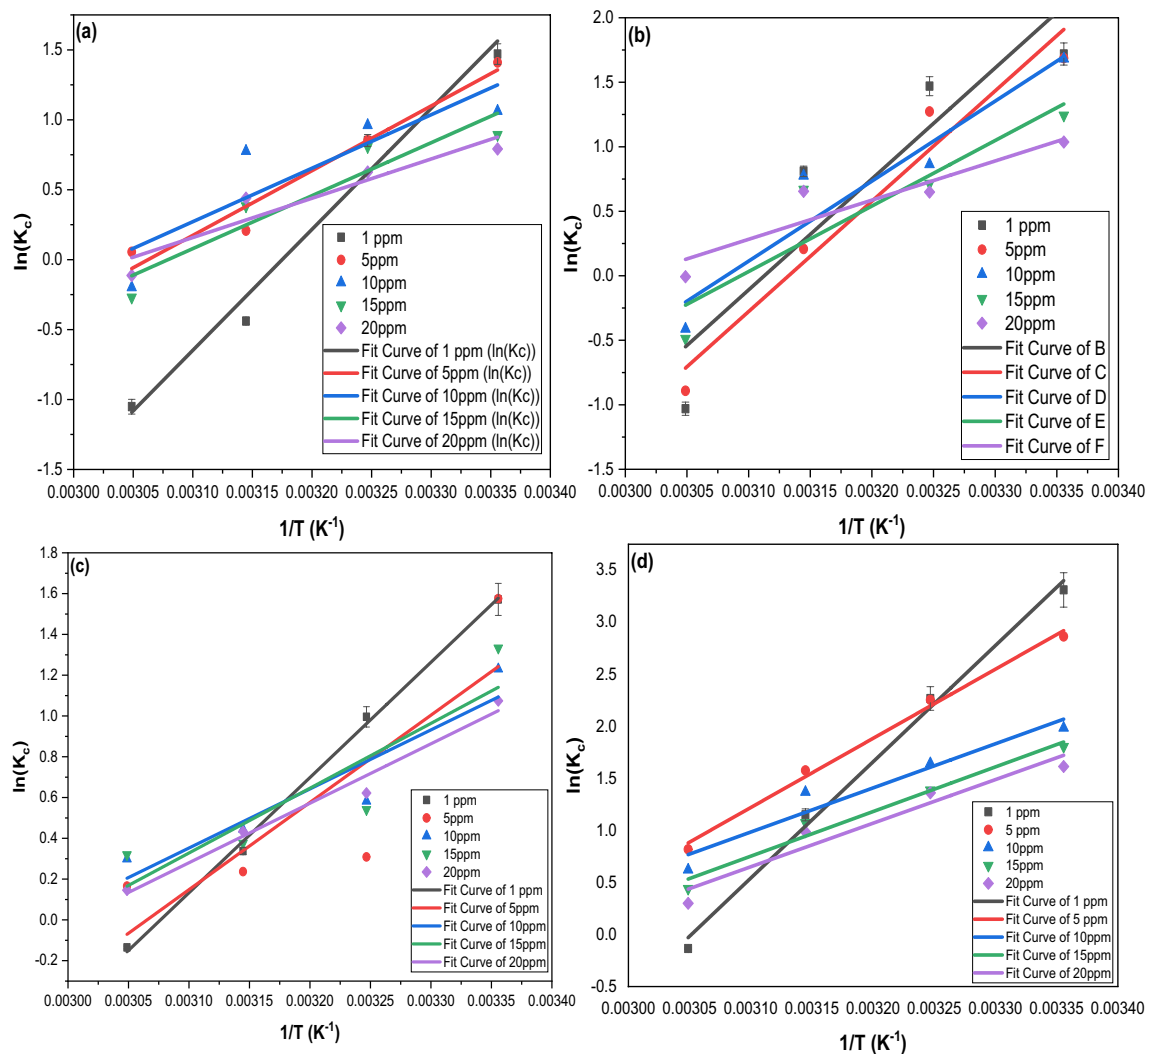 (a)
1.5
1.0
0.5
0.0
-0.5
-1.0
-1.5
ln(Kc)
0.00300 0.00305 0.00310 0.00315 0.00320 0.00325 0.00330 0.00335 0.00340
1/T (K-1)
1 ppm
5ppm
10ppm
15ppm
20ppm
Fit Curve of 1 ppm (ln(Kc))
Fit Curve of 5ppm (ln(Kc))
Fit Curve of 10ppm (ln(Kc))
Fit Curve of 15ppm (ln(Kc))
Fit Curve of 20ppm (ln(Kc))
(b)
2.0
1.5
1.0
0.5
0.0
-0.5
-1.0
-1.5
ln(Kc)
0.00300 0.00305 0.00310 0.00315 0.00320 0.00325 0.00330 0.00335 0.00340
1/T (K-1)
1 ppm
5ppm
10ppm
15ppm
20ppm
Fit Curve of B
Fit Curve of C
Fit Curve of D
Fit Curve of E
Fit Curve of F
(c)
1.8
1.6
1.4
1.2
1.0
0.8
0.6
0.4
0.2
0.0
-0.2
ln(Kc)
0.00300 0.00305 0.00310 0.00315 0.00320 0.00325 0.00330 0.00335 0.00340
1/T (K-1)
1 ppm
5ppm
10ppm
15ppm
20ppm
Fit Curve of 1 ppm
Fit Curve of 5ppm
Fit Curve of 10ppm
Fit Curve of 15ppm
Fit Curve of 20ppm
(d)
3.5
3.0
2.5
2.0
1.5
1.0
0.5
0.0
0.5
ln(Kc)
0.00300 0.00305 0.00310 0.00315 0.00320 0.00325 0.00330 0.00335 0.00340
1/T (K-1)
1 ppm
5 ppm
10ppm
15ppm
20ppm
Fit Curve of 1 ppm
Fit Curve of 5 ppm
Fit Curve of 10ppm
Fit Curve of 15ppm
Fit Curve of 20ppm